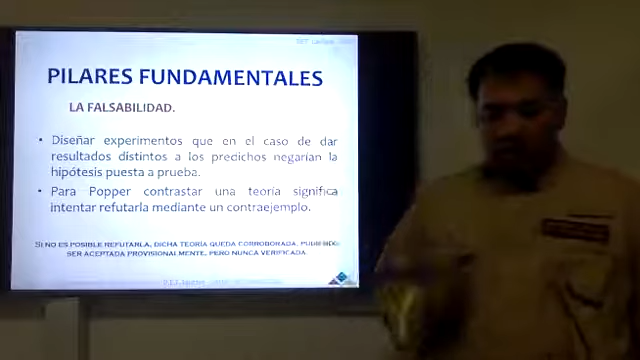 PILARES FUNDAMENTALES
LA FALSABILIDAD.
• Diseñar experimentos que en el caso de dar
resultados distintos a los predichos negarían la
hipótesis puesta a prueba.
• Para Popper contrastar una teoría significa
intentar refutarla mediante un contraejemplo.
SI NO ES POSIBLE REFUTARLA, DICHA TEORÍA QUEDA CORROBORADA, PUDIENDO
SER ACEPTADA PROVISIONALMENTE, PERO NUNCA VERIFICADA.